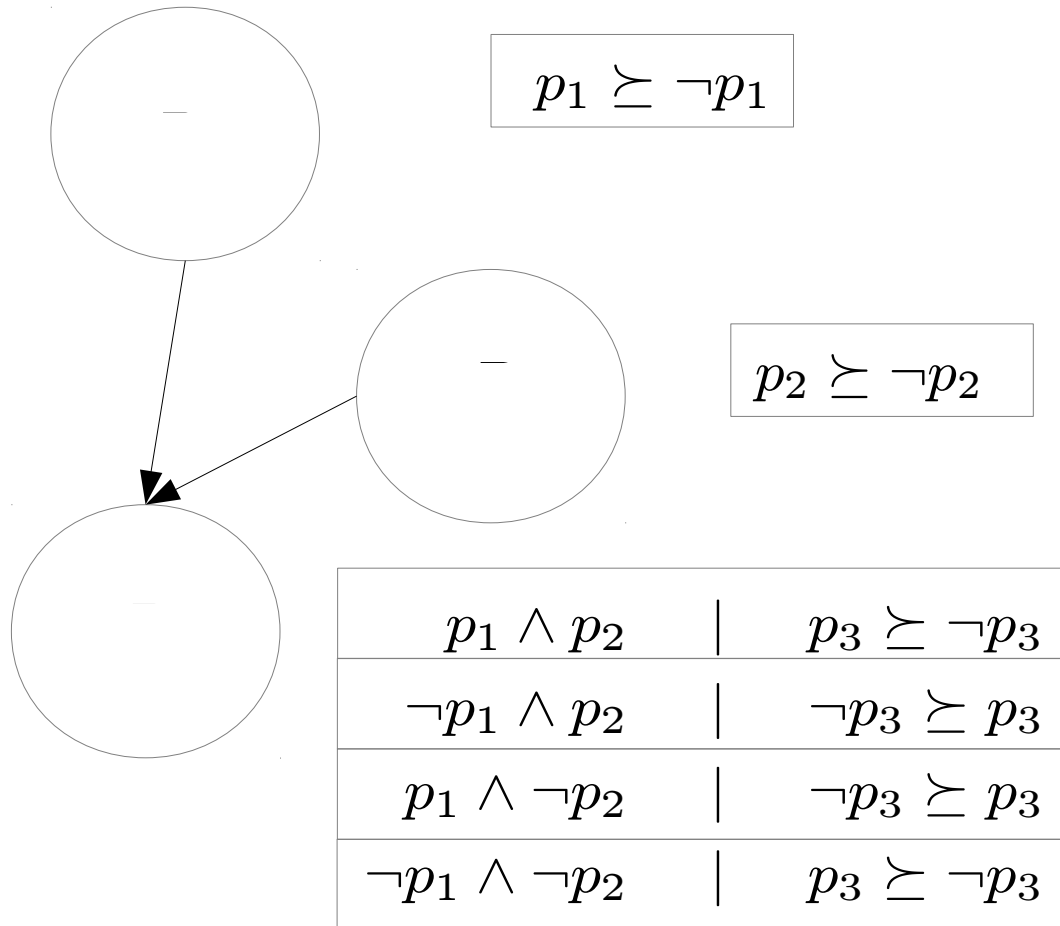 p₁ ⪰ ¬p₁
p₂ ⪰ ¬p₂
p₁ ∧ p₂ | p₃ ⪰ ¬p₃
¬p₁ ∧ p₂ | ¬p₃ ⪰ p₃
p₁ ∧ ¬p₂ | ¬p₃ ⪰ p₃
¬p₁ ∧ ¬p₂ | p₃ ⪰ ¬p₃